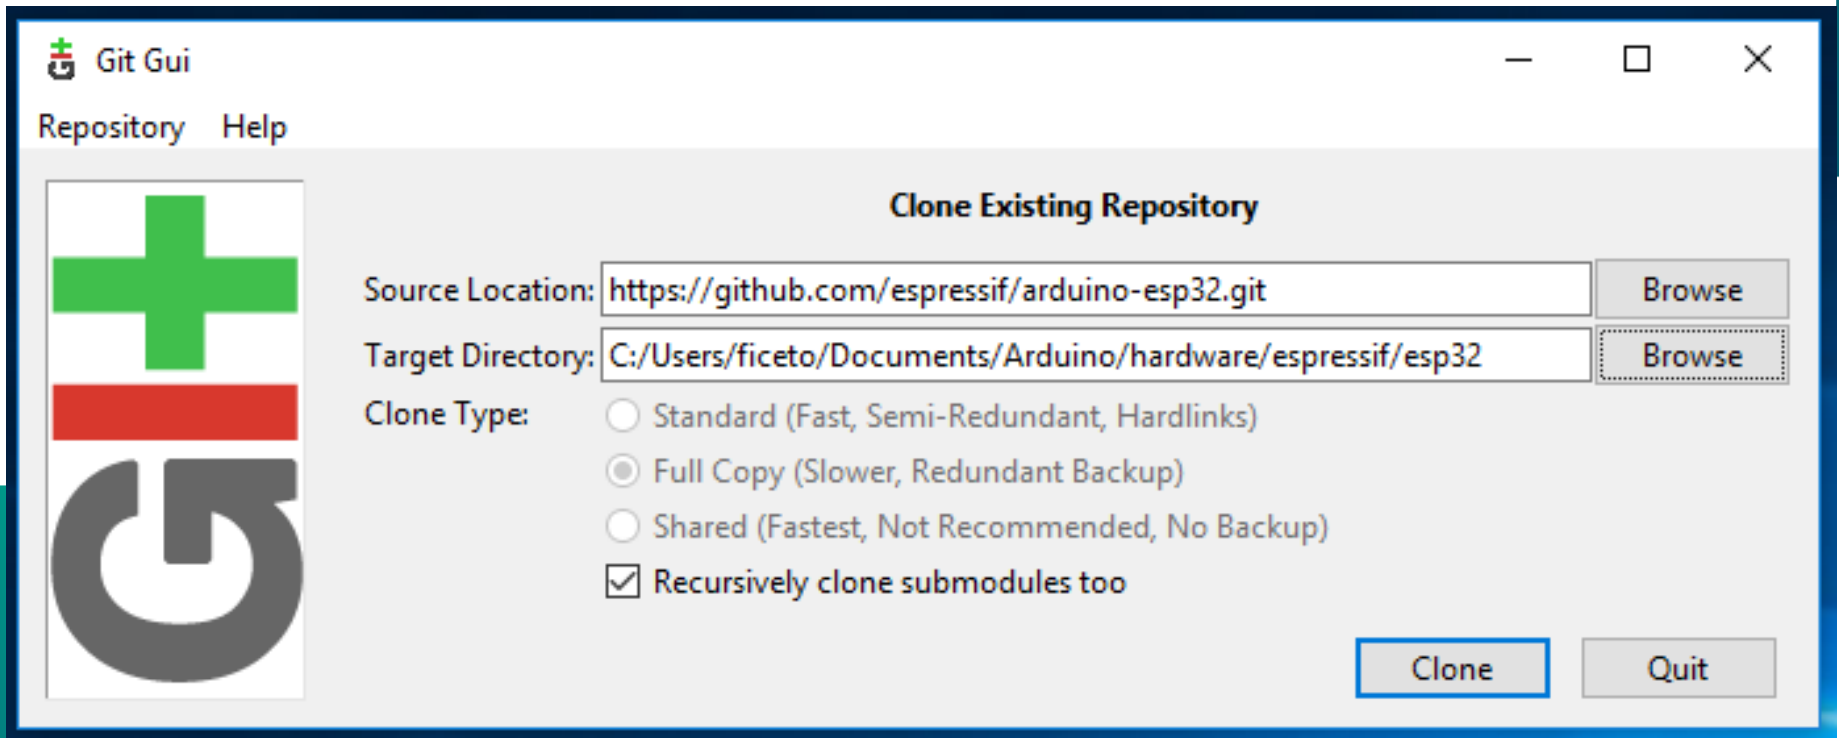 Git Gui
Repository Help
Clone Existing Repository
Source Location: https://github.com/espressif/arduino-esp32.git Browse
Target Directory: C:/Users/ficeto/Documents/Arduino/hardware/espressif/esp32 Browse
Clone Type: Standard (Fast, Semi-Redundant, Hardlinks)
Full Copy (Slower, Redundant Backup)
Shared (Fastest, Not Recommended, No Backup)
Recursively clone submodules too
Clone Quit